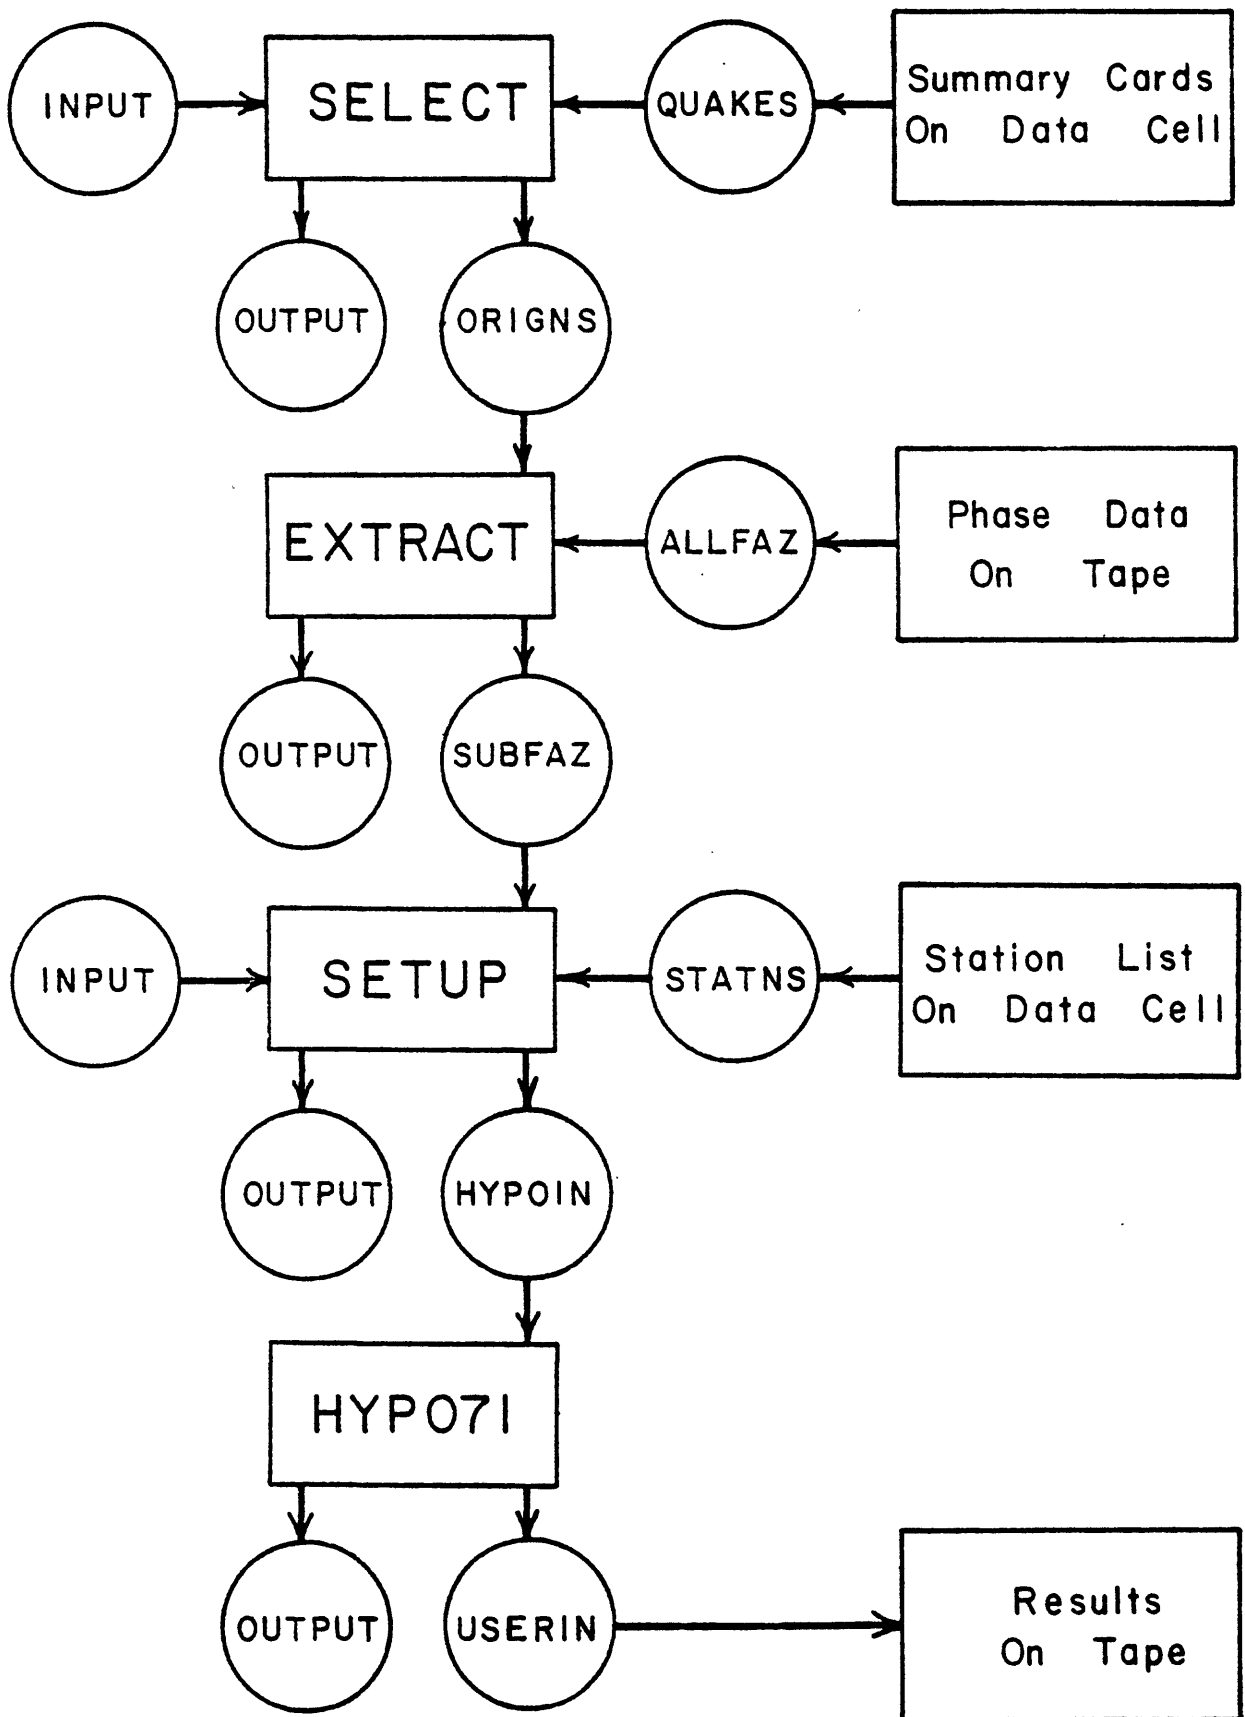 INPUT
SELECT
QUAKES
Summary Cards
On Data Cell
OUTPUT
ORIGNS
EXTRACT
ALLFAZ
Phase Data
On Tape
OUTPUT
SUBFAZ
INPUT
SETUP
STATNS
Station List
On Data Cell
OUTPUT
HYPOIN
HYPO71
OUTPUT
USERIN
Results
On Tape